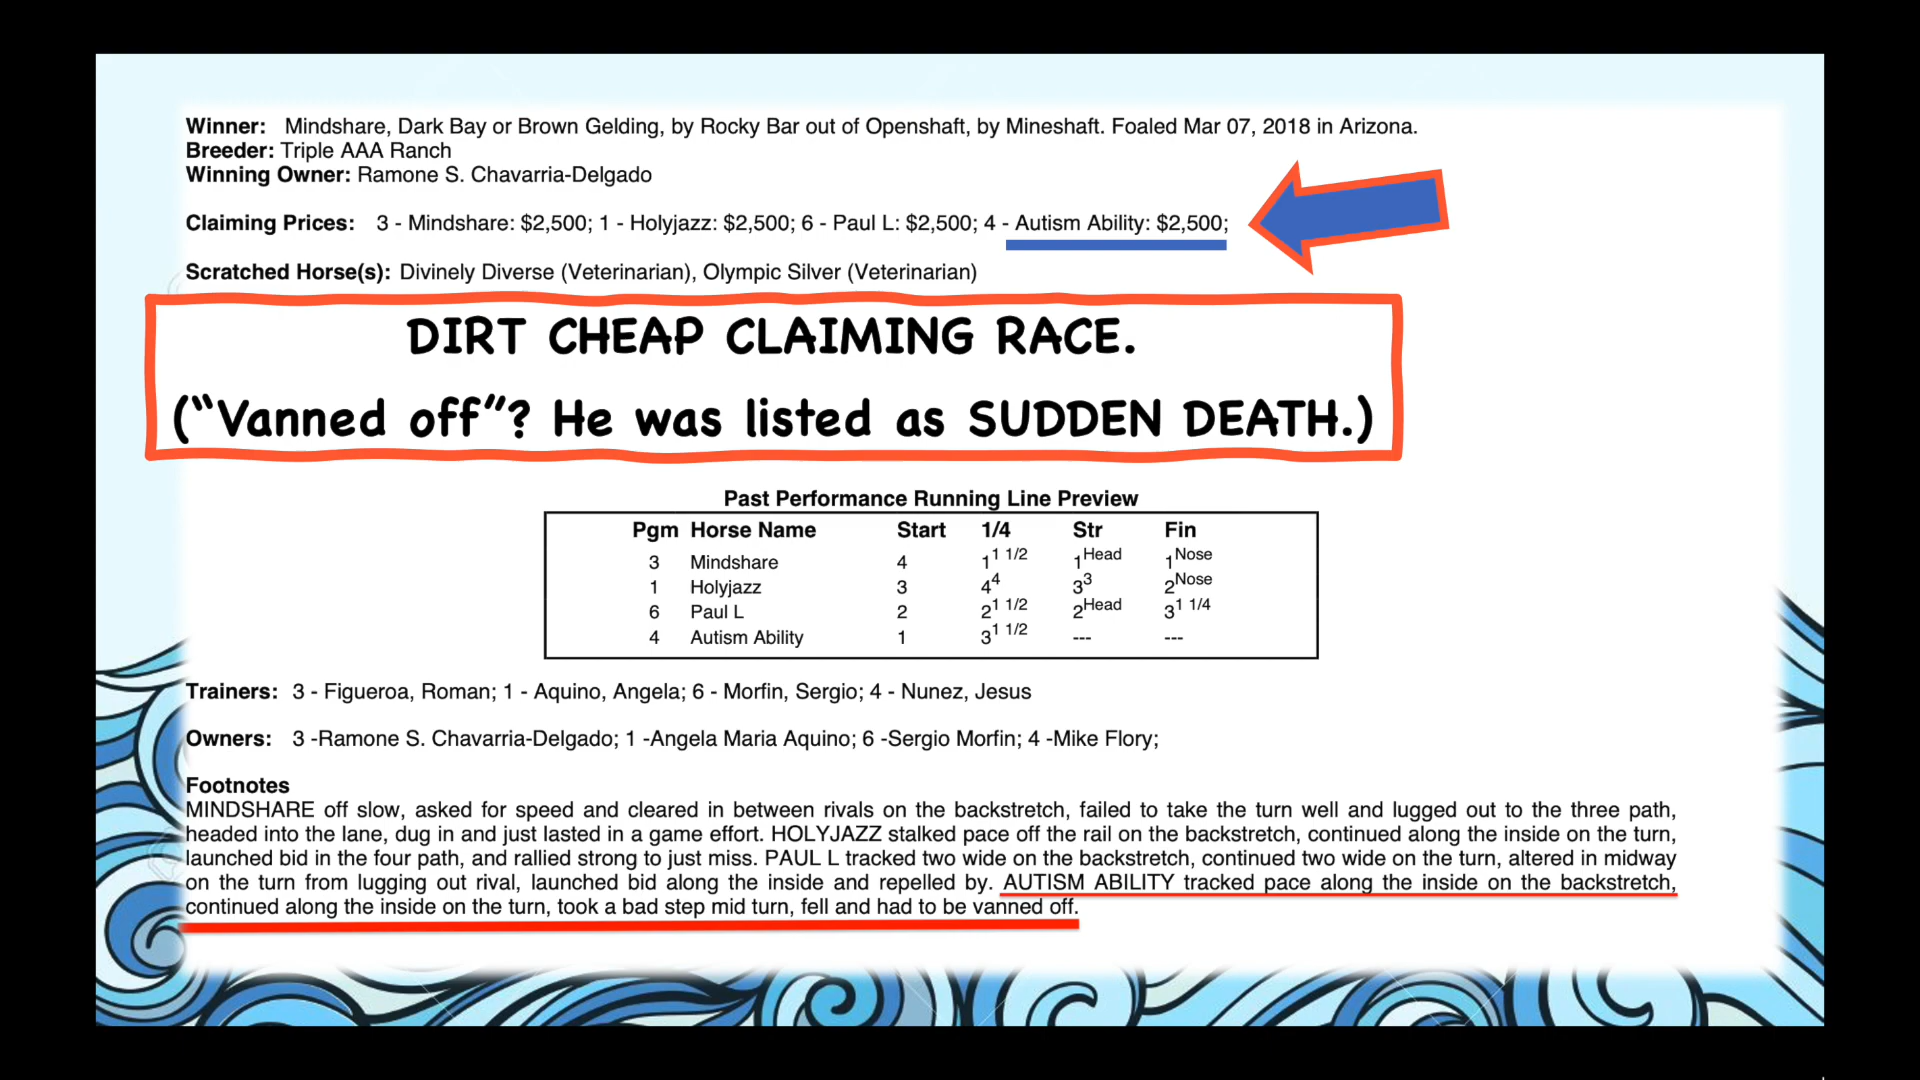 Winner: Mindshare, Dark Bay or Brown Gelding, by Rocky Bar out of Openshaft, by Mineshaft. Foaled Mar 07, 2018 in Arizona.
Breeder: Triple AAA Ranch
Winning Owner: Ramone S. Chavarria-Delgado
Claiming Prices: 3 - Mindshare: $2,500; 1 - Holyjazz: $2,500; 6 - Paul L: $2,500; 4 - Autism Ability: $2,500;
Scratched Horse(s): Divinely Diverse (Veterinarian), Olympic Silver (Veterinarian)
DIRT CHEAP CLAIMING RACE.
("Vanned off"? He was listed as SUDDEN DEATH.)
Past Performance Running Line Preview
Pgm Horse Name Start 1/4 Str Fin
3 Mindshare 4 1 1 1/2 1 Head 1 Nose
1 Holyjazz 3 4 4 3 3 2 Nose
6 Paul L 2 2 1 1/2 2 Head 3 1 1/4
4 Autism Ability 1 3 1 1/2 --- ---
Trainers: 3 - Figueroa, Roman; 1 - Aquino, Angela; 6 - Morfin, Sergio; 4 - Nunez, Jesus
Owners: 3 -Ramone S. Chavarria-Delgado; 1 -Angela Maria Aquino; 6 -Sergio Morfin; 4 -Mike Flory;
Footnotes
MINDSHARE off slow, asked for speed and cleared in between rivals on the backstretch, failed to take the turn well and lugged out to the three path,
headed into the lane, dug in and just lasted in a game effort. HOLYJAZZ stalked pace off the rail on the backstretch, continued along the inside on the turn,
launched bid in the four path, and rallied strong to just miss. PAUL L tracked two wide on the backstretch, continued two wide on the turn, altered in midway
on the turn from lugging out rival, launched bid along the inside and repelled by. AUTISM ABILITY tracked pace along the inside on the backstretch,
continued along the inside on the turn, took a bad step mid turn, fell and had to be vanned off.